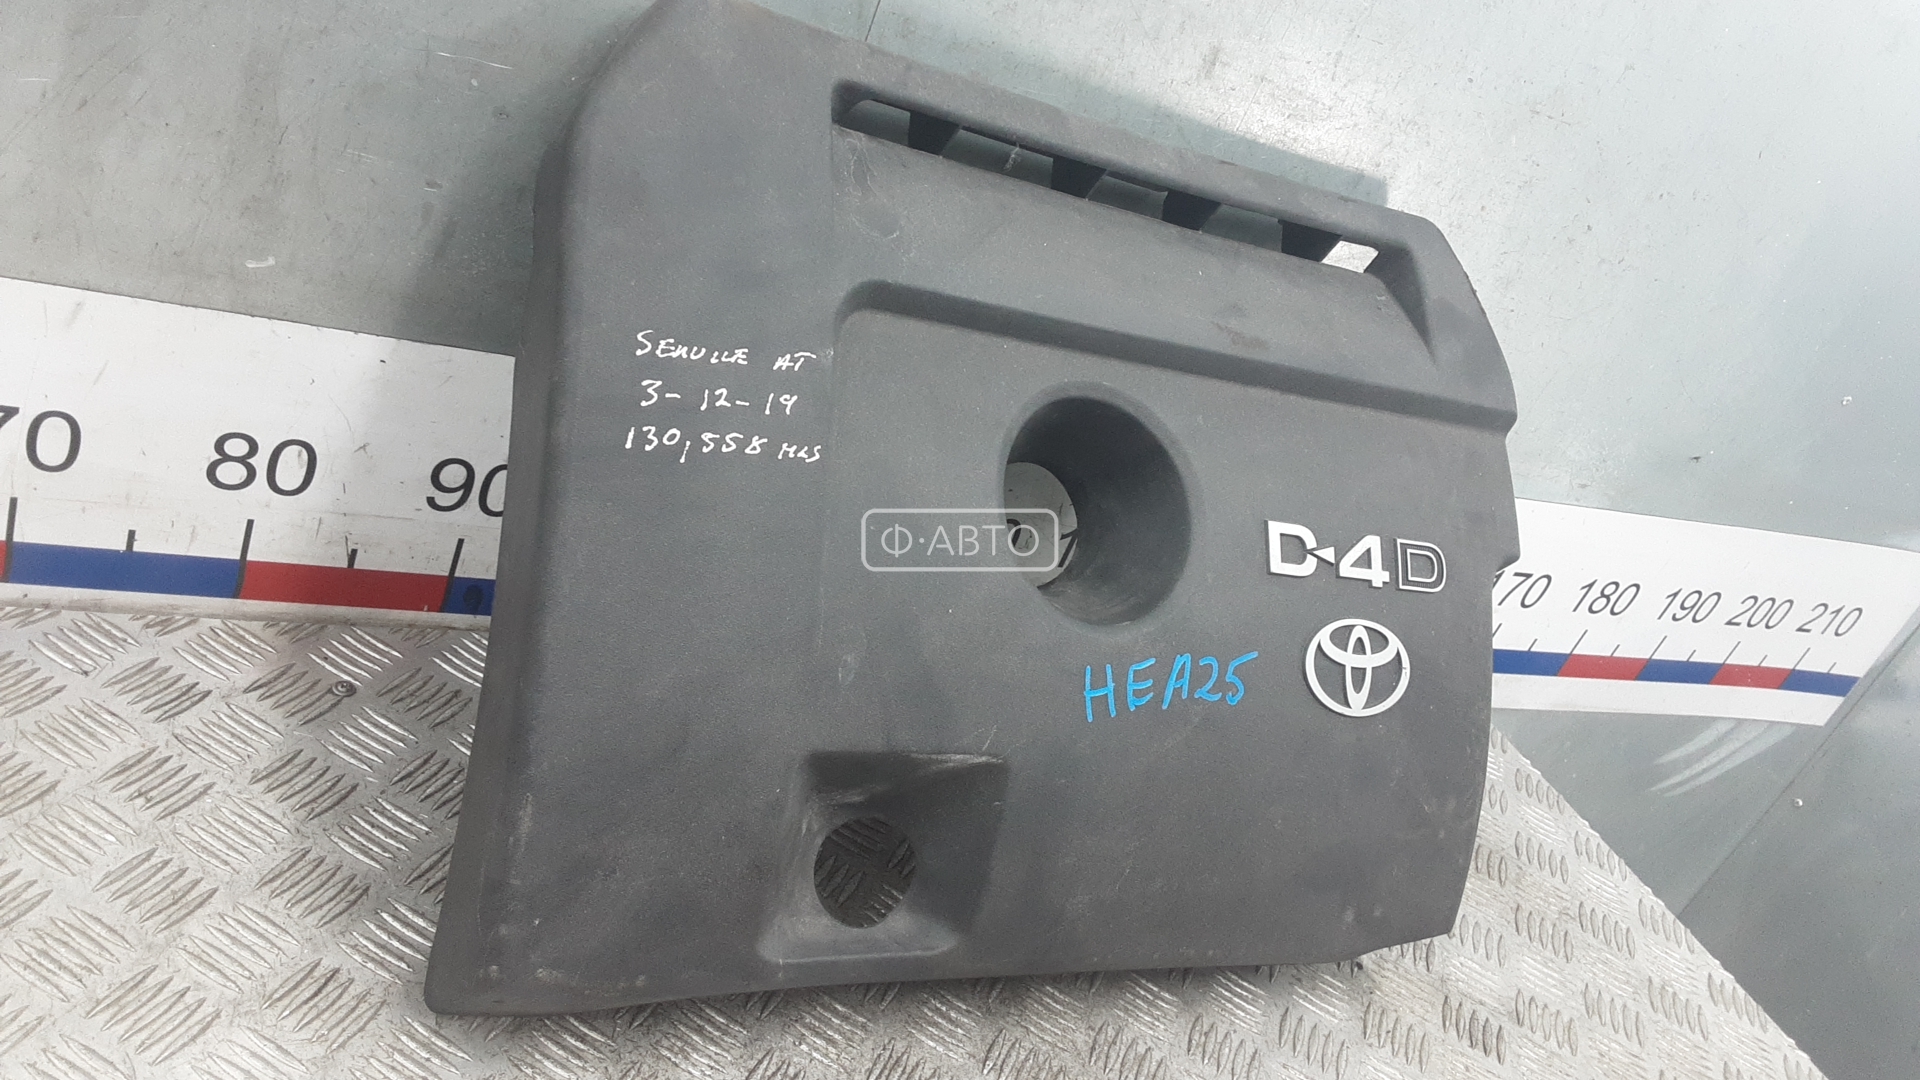 SERVICE AT
3-12-19
130,558 MLS
70 80 90
Ф·АВТО
D-4D
170 180 190 200 210
HEA25